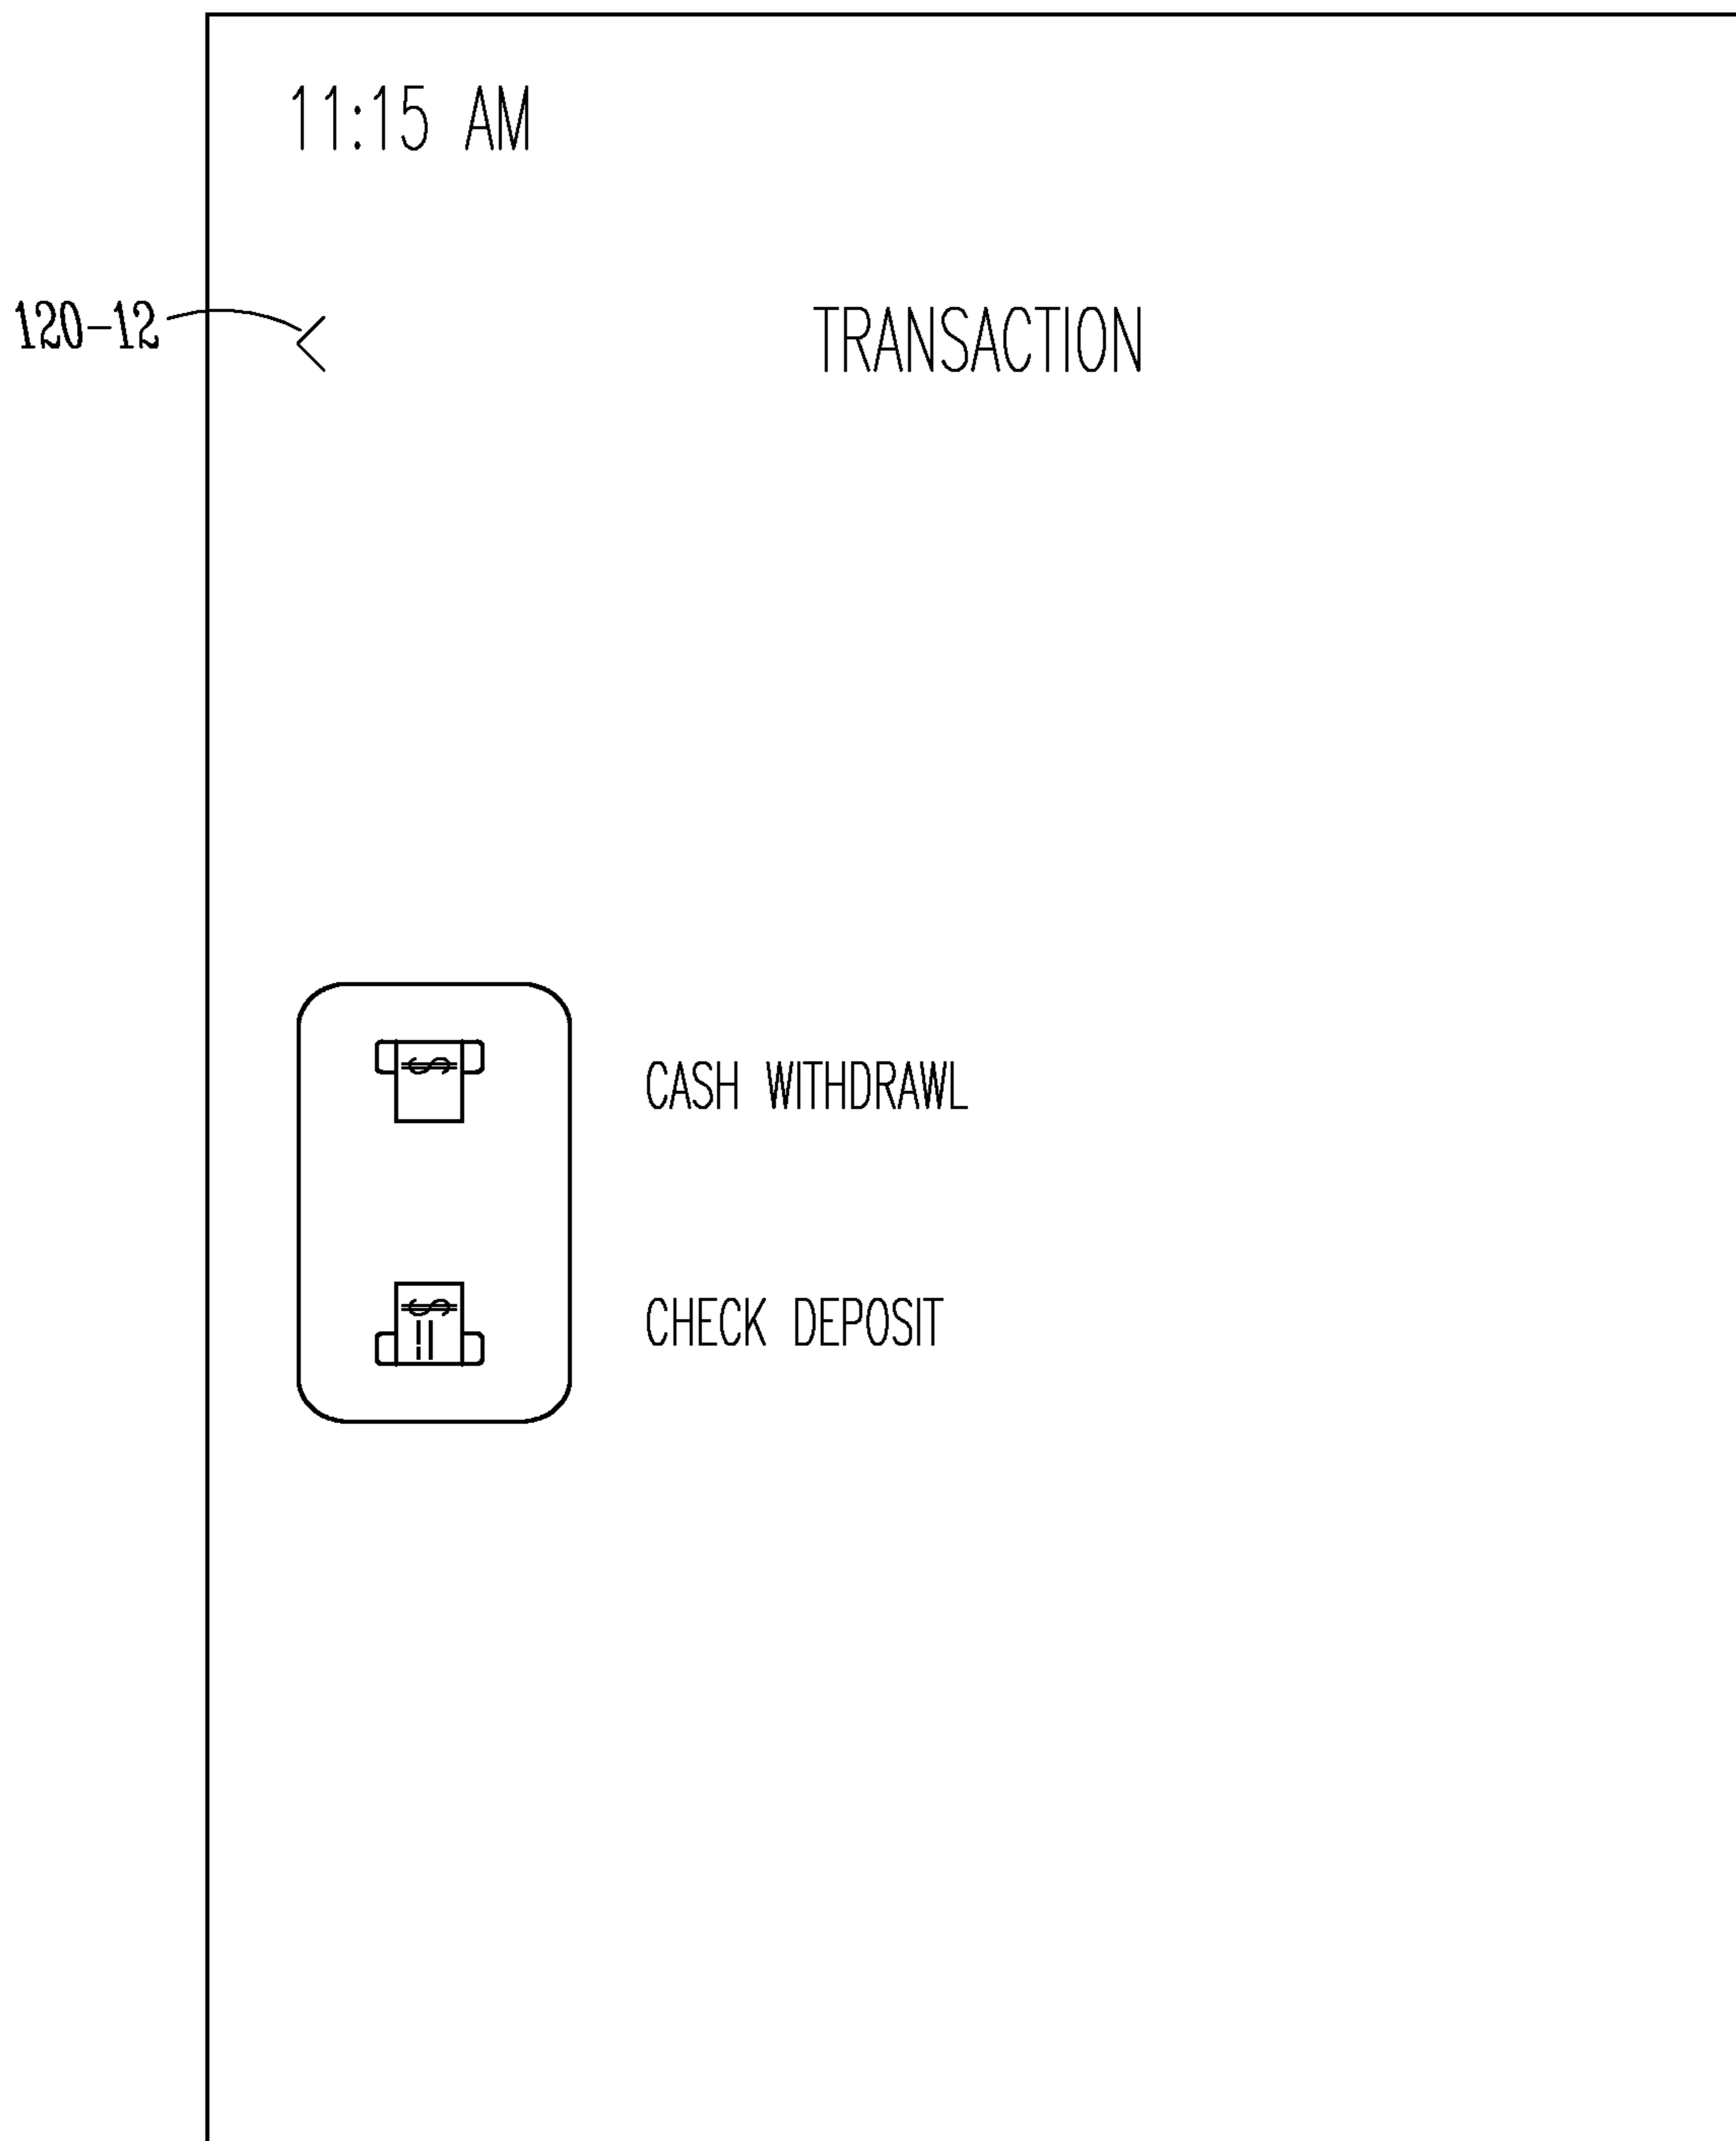 11:15 AM
120-12
TRANSACTION
$
CASH WITHDRAWL
$
CHECK DEPOSIT